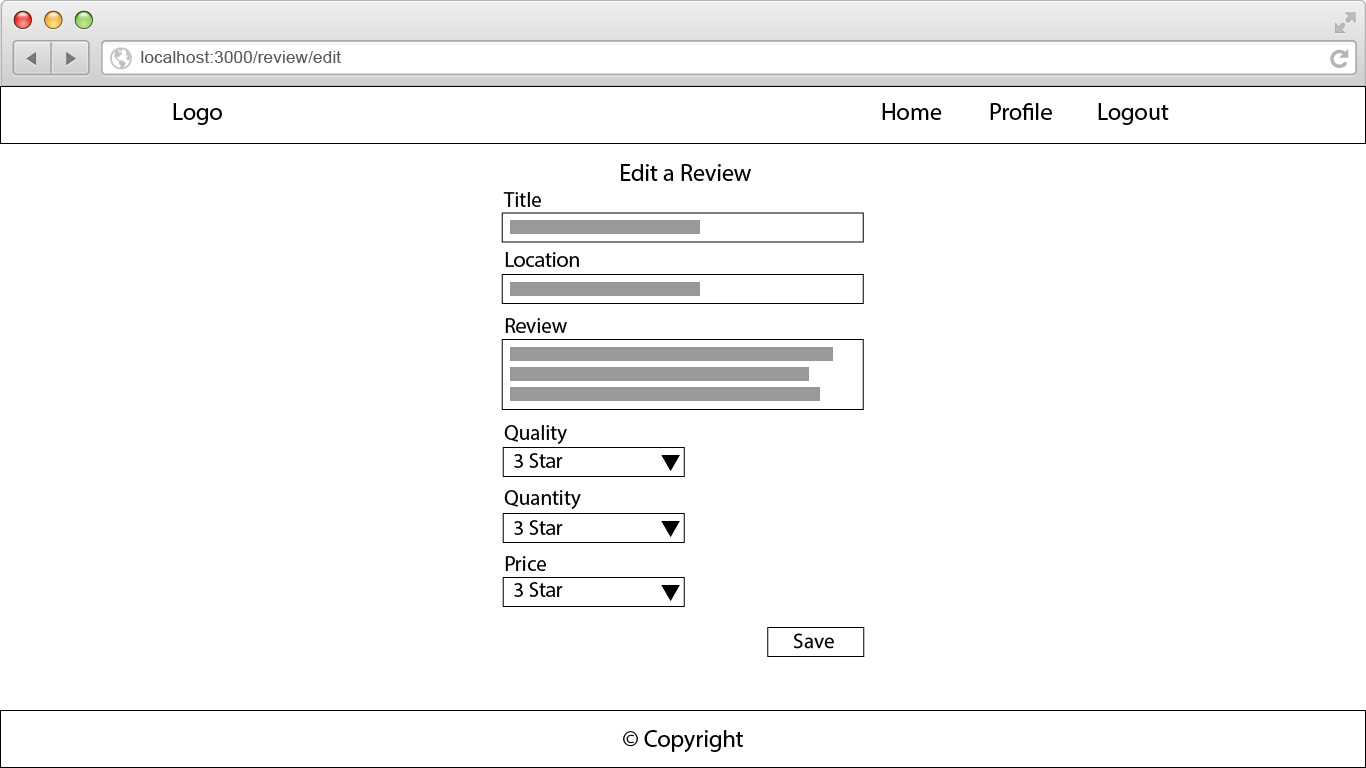 localhost:3000/review/edit
Logo Home Profile Logout
Edit a Review
Title
Location
Review
Quality
3 Star
Quantity
3 Star
Price
3 Star
Save
© Copyright